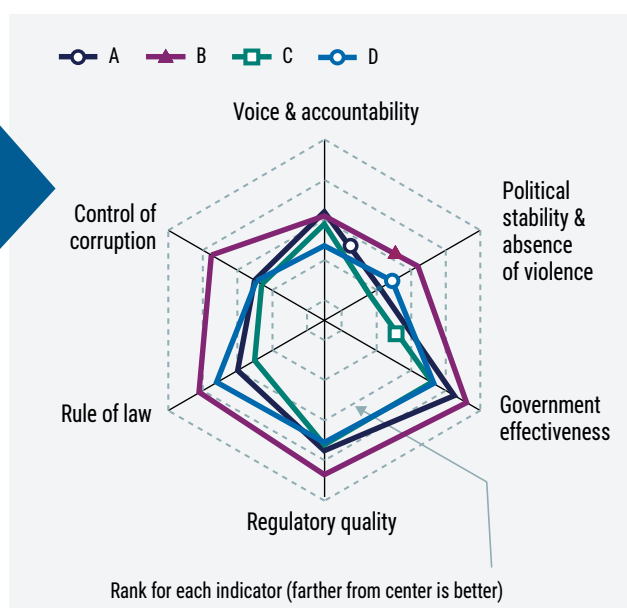 A B C D
Voice & accountability
Political
stability &
absence
of violence
Control of
corruption
Government
effectiveness
Rule of law
Regulatory quality
Rank for each indicator (farther from center is better)